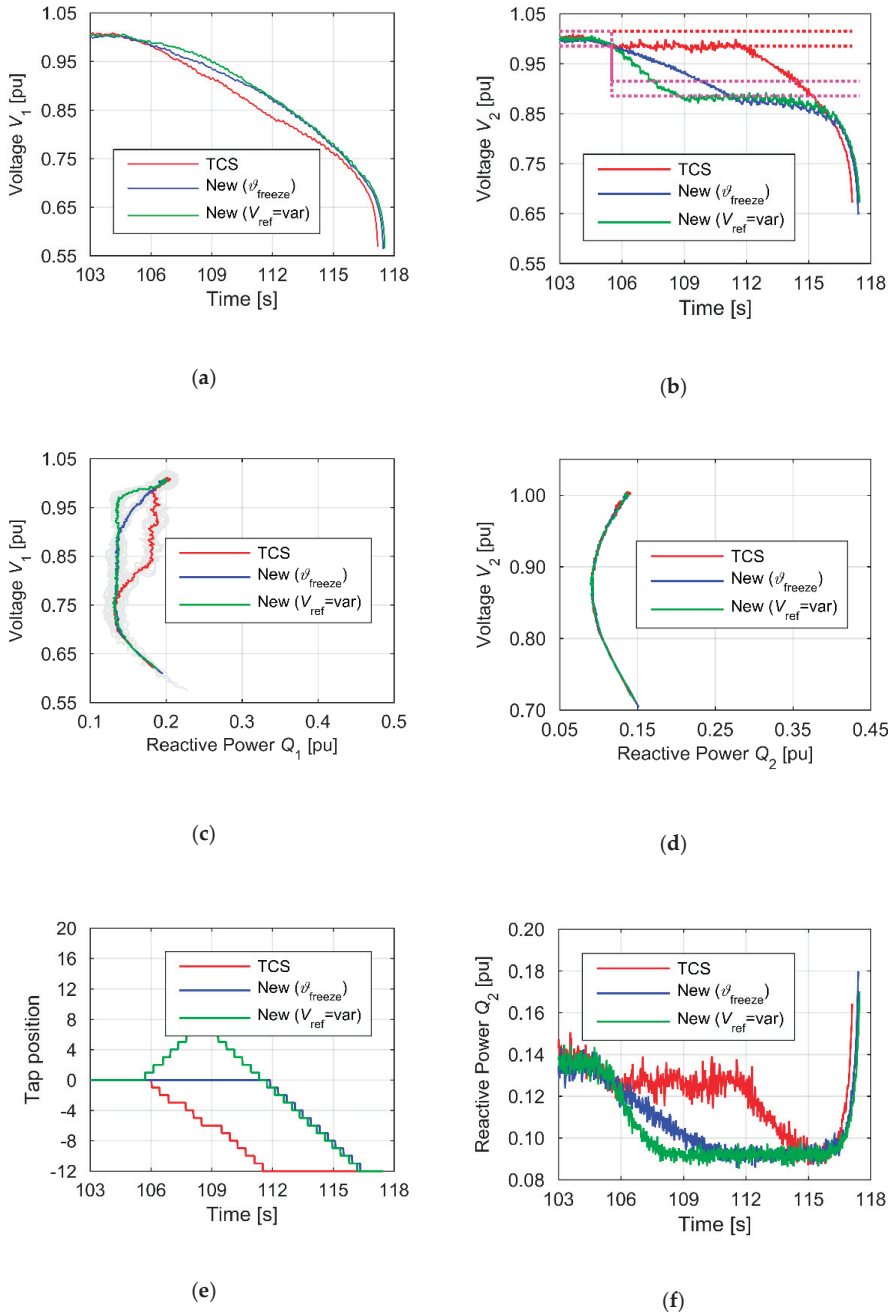 1.05
0.95
0.85
0.75
0.65
0.55
Voltage V1 [pu]
TCS
New (ϑfreeze)
New (Vref=var)
103 106 109 112 115 118
Time [s]
(a)
1.05
0.95
0.85
0.75
0.65
0.55
Voltage V2 [pu]
TCS
New (ϑfreeze)
New (Vref=var)
103 106 109 112 115 118
Time [s]
(b)
1.05
0.95
0.85
0.75
0.65
0.55
Voltage V1 [pu]
TCS
New (ϑfreeze)
New (Vref=var)
0.1 0.2 0.3 0.4 0.5
Reactive Power Q1 [pu]
(c)
1.00
0.90
0.80
0.70
Voltage V2 [pu]
TCS
New (ϑfreeze)
New (Vref=var)
0.05 0.15 0.25 0.35 0.45
Reactive Power Q2 [pu]
(d)
20
16
12
8
4
0
-4
-8
-12
Tap position
TCS
New (ϑfreeze)
New (Vref=var)
103 106 109 112 115 118
Time [s]
(e)
0.20
0.18
0.16
0.14
0.12
0.10
0.08
Reactive Power Q2 [pu]
TCS
New (ϑfreeze)
New (Vref=var)
103 106 109 112 115 118
Time [s]
(f)